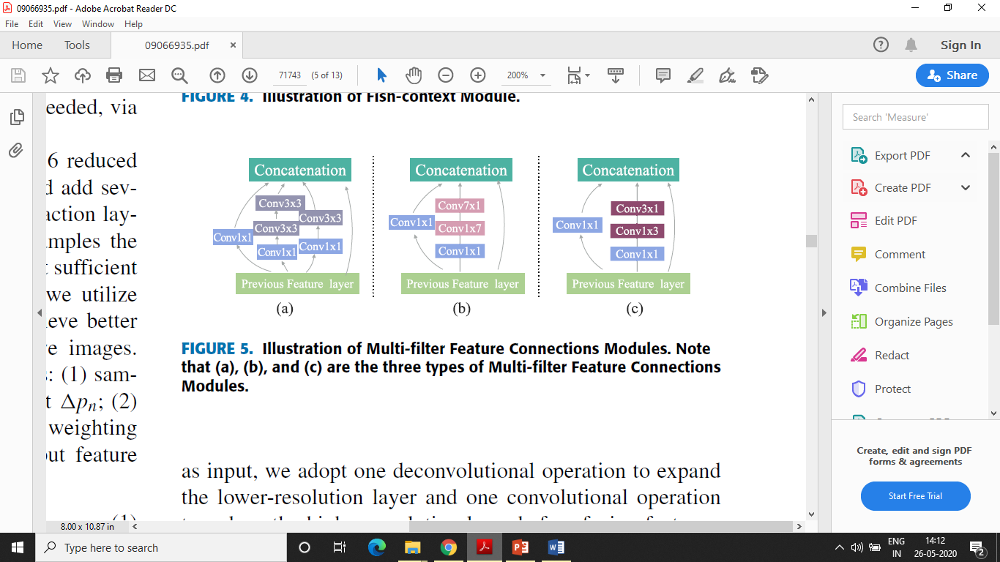 09066935.pdf - Adobe Acrobat Reader DC
File Edit View Window Help
Home Tools 09066935.pdf × Sign In
71743 (5 of 13) 200% Share
eeded, via
6 reduced
d add sev-
action lay-
mples the
sufficient
we utilize
ieve better
e images.
: (1) sam-
t Δpn; (2)
weighting
out feature
(1)
FIGURE 4. Illustration of Fish-context Module.
Concatenation
Conv3x3
Conv3x3
Conv3x3
Conv1x1
Conv1x1
Conv1x1
Previous Feature layer
(a)
Concatenation
Conv7x1
Conv1x1
Conv1x7
Conv1x1
Previous Feature layer
(b)
Concatenation
Conv3x1
Conv1x1
Conv1x3
Conv1x1
Previous Feature layer
(c)
FIGURE 5. Illustration of Multi-filter Feature Connections Modules. Note
that (a), (b), and (c) are the three types of Multi-filter Feature Connections
Modules.
as input, we adopt one deconvolutional operation to expand
the lower-resolution layer and one convolutional operation
8.00 x 10.87 in
Search 'Measure'
Export PDF
Create PDF
Edit PDF
Comment
Combine Files
Organize Pages
Redact
Protect
Create, edit and sign PDF
forms & agreements
Start Free Trial
Type here to search
ENG
IN
14:12
26-05-2020
2